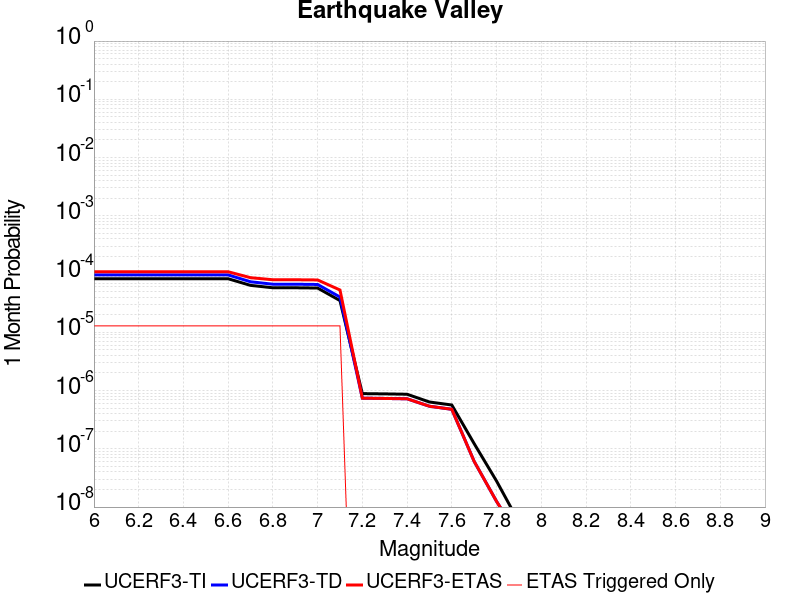 Earthquake Valley
10^0
10^-1
10^-2
10^-3
10^-4
10^-5
10^-6
10^-7
10^-8
1 Month Probability
6 6.2 6.4 6.6 6.8 7 7.2 7.4 7.6 7.8 8 8.2 8.4 8.6 8.8 9
Magnitude
UCERF3-TI UCERF3-TD UCERF3-ETAS ETAS Triggered Only